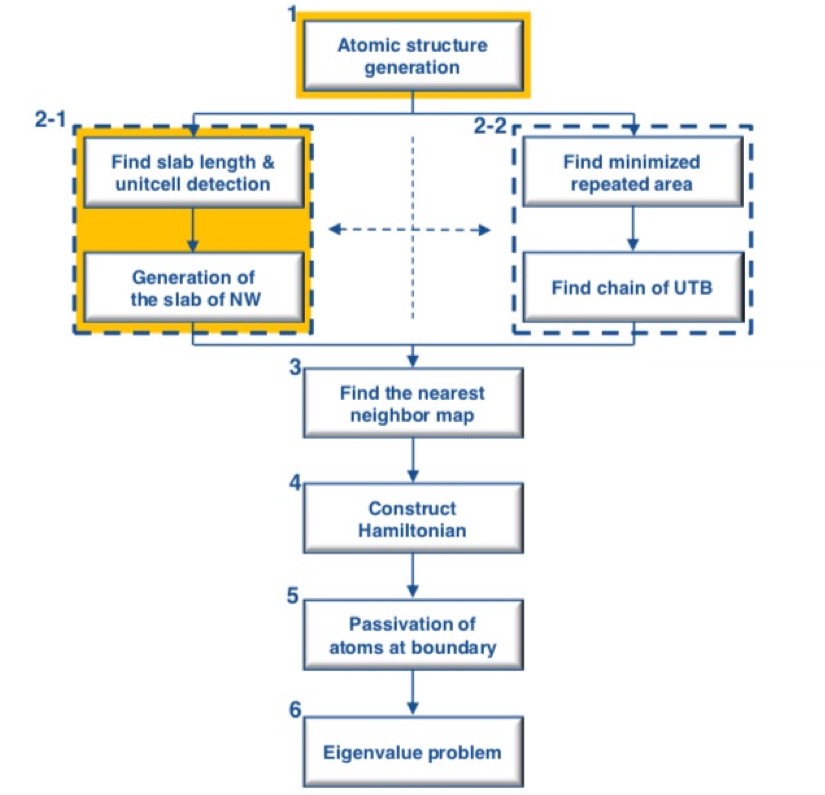 1
Atomic structure
generation
2-1
Find slab length &
unitcell detection
Generation of
the slab of NW
2-2
Find minimized
repeated area
Find chain of UTB
3
Find the nearest
neighbor map
4
Construct
Hamiltonian
5
Passivation of
atoms at boundary
6
Eigenvalue problem